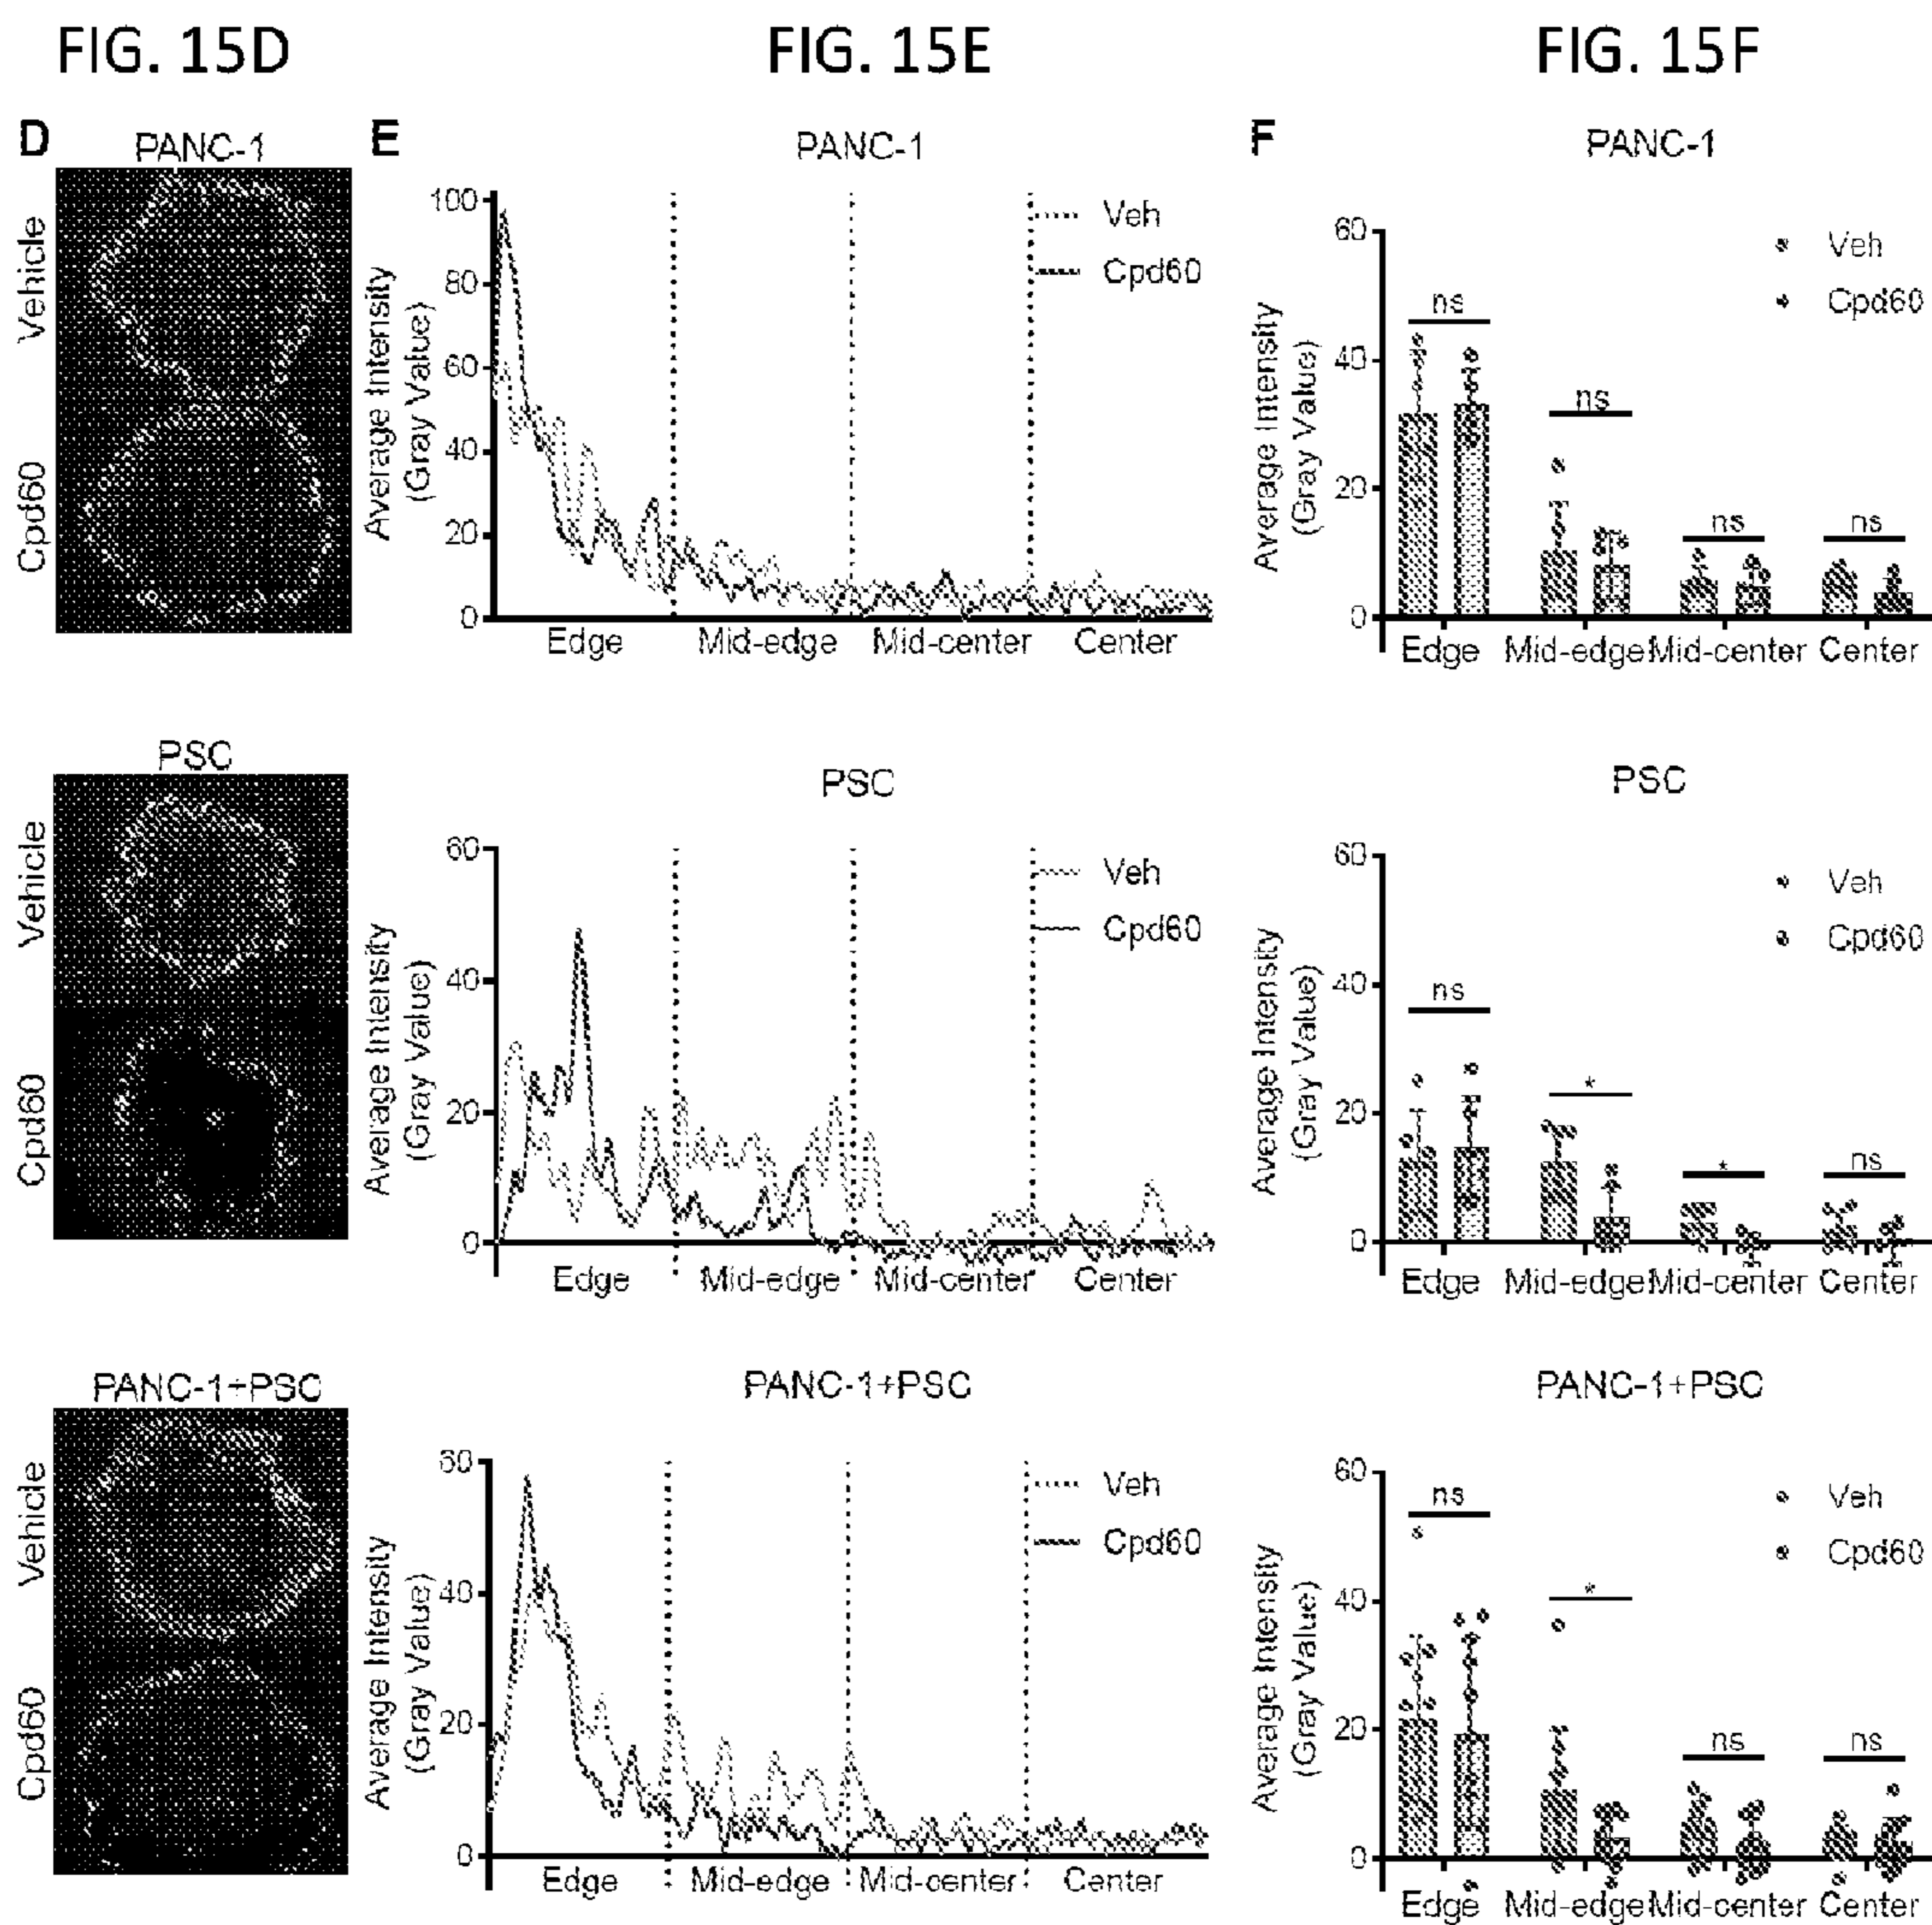 FIG. 15D
FIG. 15E
FIG. 15F
D
PANC-1
Vehicle
Cpd60
PSC
Vehicle
Cpd60
PANC-1+PSC
Vehicle
Cpd60
E
PANC-1
Average Intensity
(Gray Value)
100
80
60
40
20
0
Veh
Cpd60
Edge Mid-edge Mid-center Center
PSC
Average Intensity
(Gray Value)
60
40
20
0
Veh
Cpd60
Edge Mid-edge Mid-center Center
PANC-1+PSC
Average Intensity
(Gray Value)
60
40
20
0
Veh
Cpd60
Edge Mid-edge Mid-center Center
F
PANC-1
Average Intensity
(Gray Value)
60
40
20
0
Veh
Cpd60
ns
ns
ns
ns
Edge Mid-edge Mid-center Center
PSC
Average Intensity
(Gray Value)
60
40
20
0
Veh
Cpd60
ns
*
*
ns
Edge Mid-edge Mid-center Center
PANC-1+PSC
Average Intensity
(Gray Value)
60
40
20
0
Veh
Cpd60
ns
*
ns
ns
Edge Mid-edge Mid-center Center